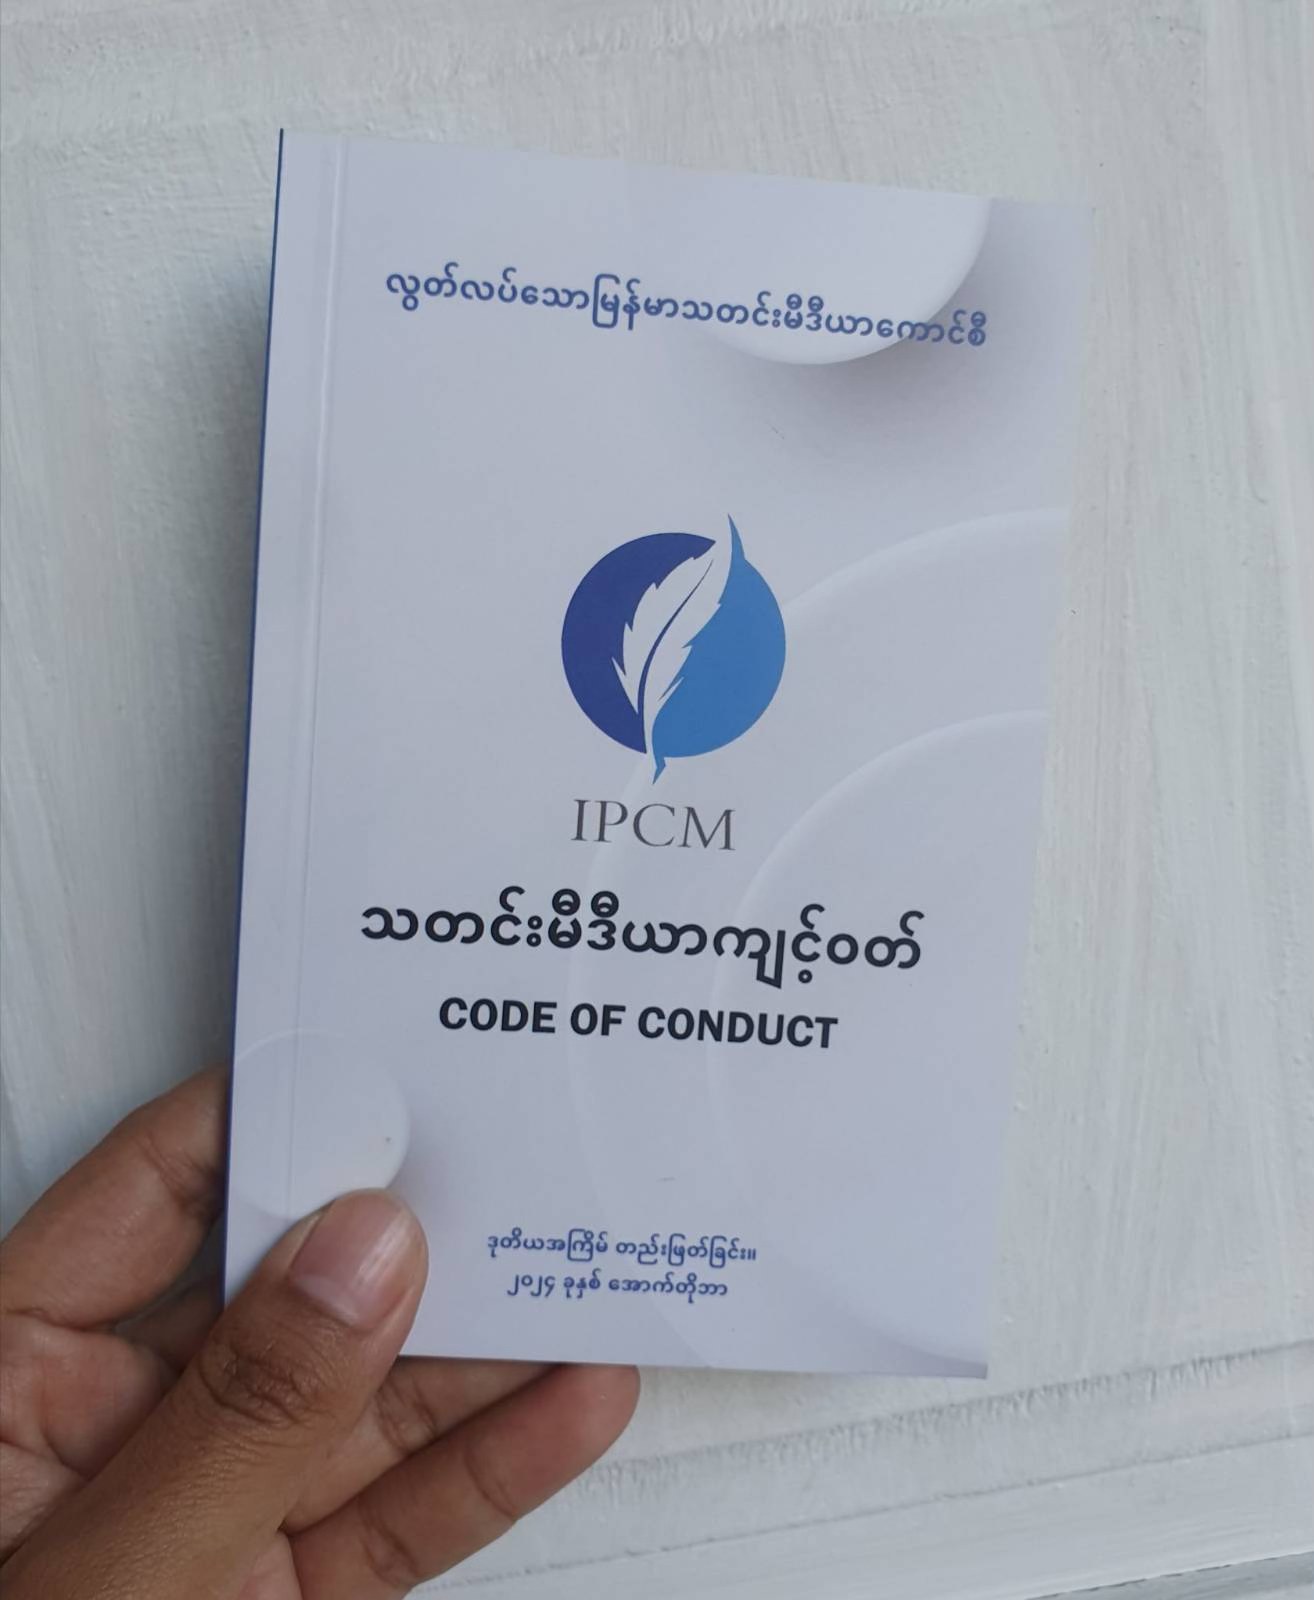 လွတ်လပ်သောမြန်မာသတင်းမီဒီယာကောင်စီ
IPCM
သတင်းမီဒီယာကျင့်ဝတ်
CODE OF CONDUCT
ဒုတိယအကြိမ် တည်းဖြတ်ခြင်း။
၂၀၂၄ ခုနှစ် အောက်တိုဘာ